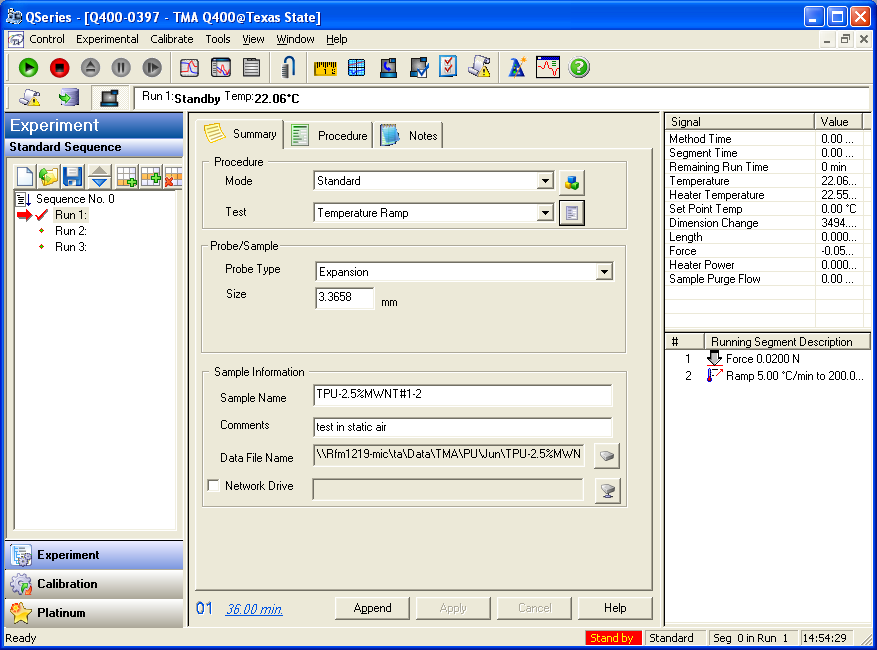 QSeries - [Q400-0397 - TMA Q400@Texas State]
Control Experimental Calibrate Tools View Window Help
Run 1:Standby Temp:22.06°C
Experiment
Standard Sequence
Sequence No. 0
Run 1:
Run 2:
Run 3:
Experiment
Calibration
Platinum
Summary Procedure Notes
Procedure
Mode Standard
Test Temperature Ramp
Probe/Sample
Probe Type Expansion
Size 3.3658 mm
Sample Information
Sample Name TPU-2.5%MWNT#1-2
Comments test in static air
Data File Name \\Rfm1219-mic\ta\Data\TMA\PU\Jun\TPU-2.5%MWN
Network Drive
01 36.00 min.
Append Apply Cancel Help
Signal Value
Method Time 0.00 ...
Segment Time 0.00 ...
Remaining Run Time 0 min
Temperature 22.06...
Heater Temperature 22.55...
Set Point Temp 0.00 °C
Dimension Change 3494....
Length 0.000...
Force -0.05...
Heater Power 0.000...
Sample Purge Flow 0.00 ...
# Running Segment Description
1 Force 0.0200 N
2 Ramp 5.00 °C/min to 200.0...
Ready Stand by Standard Seg 0 in Run 1 14:54:29